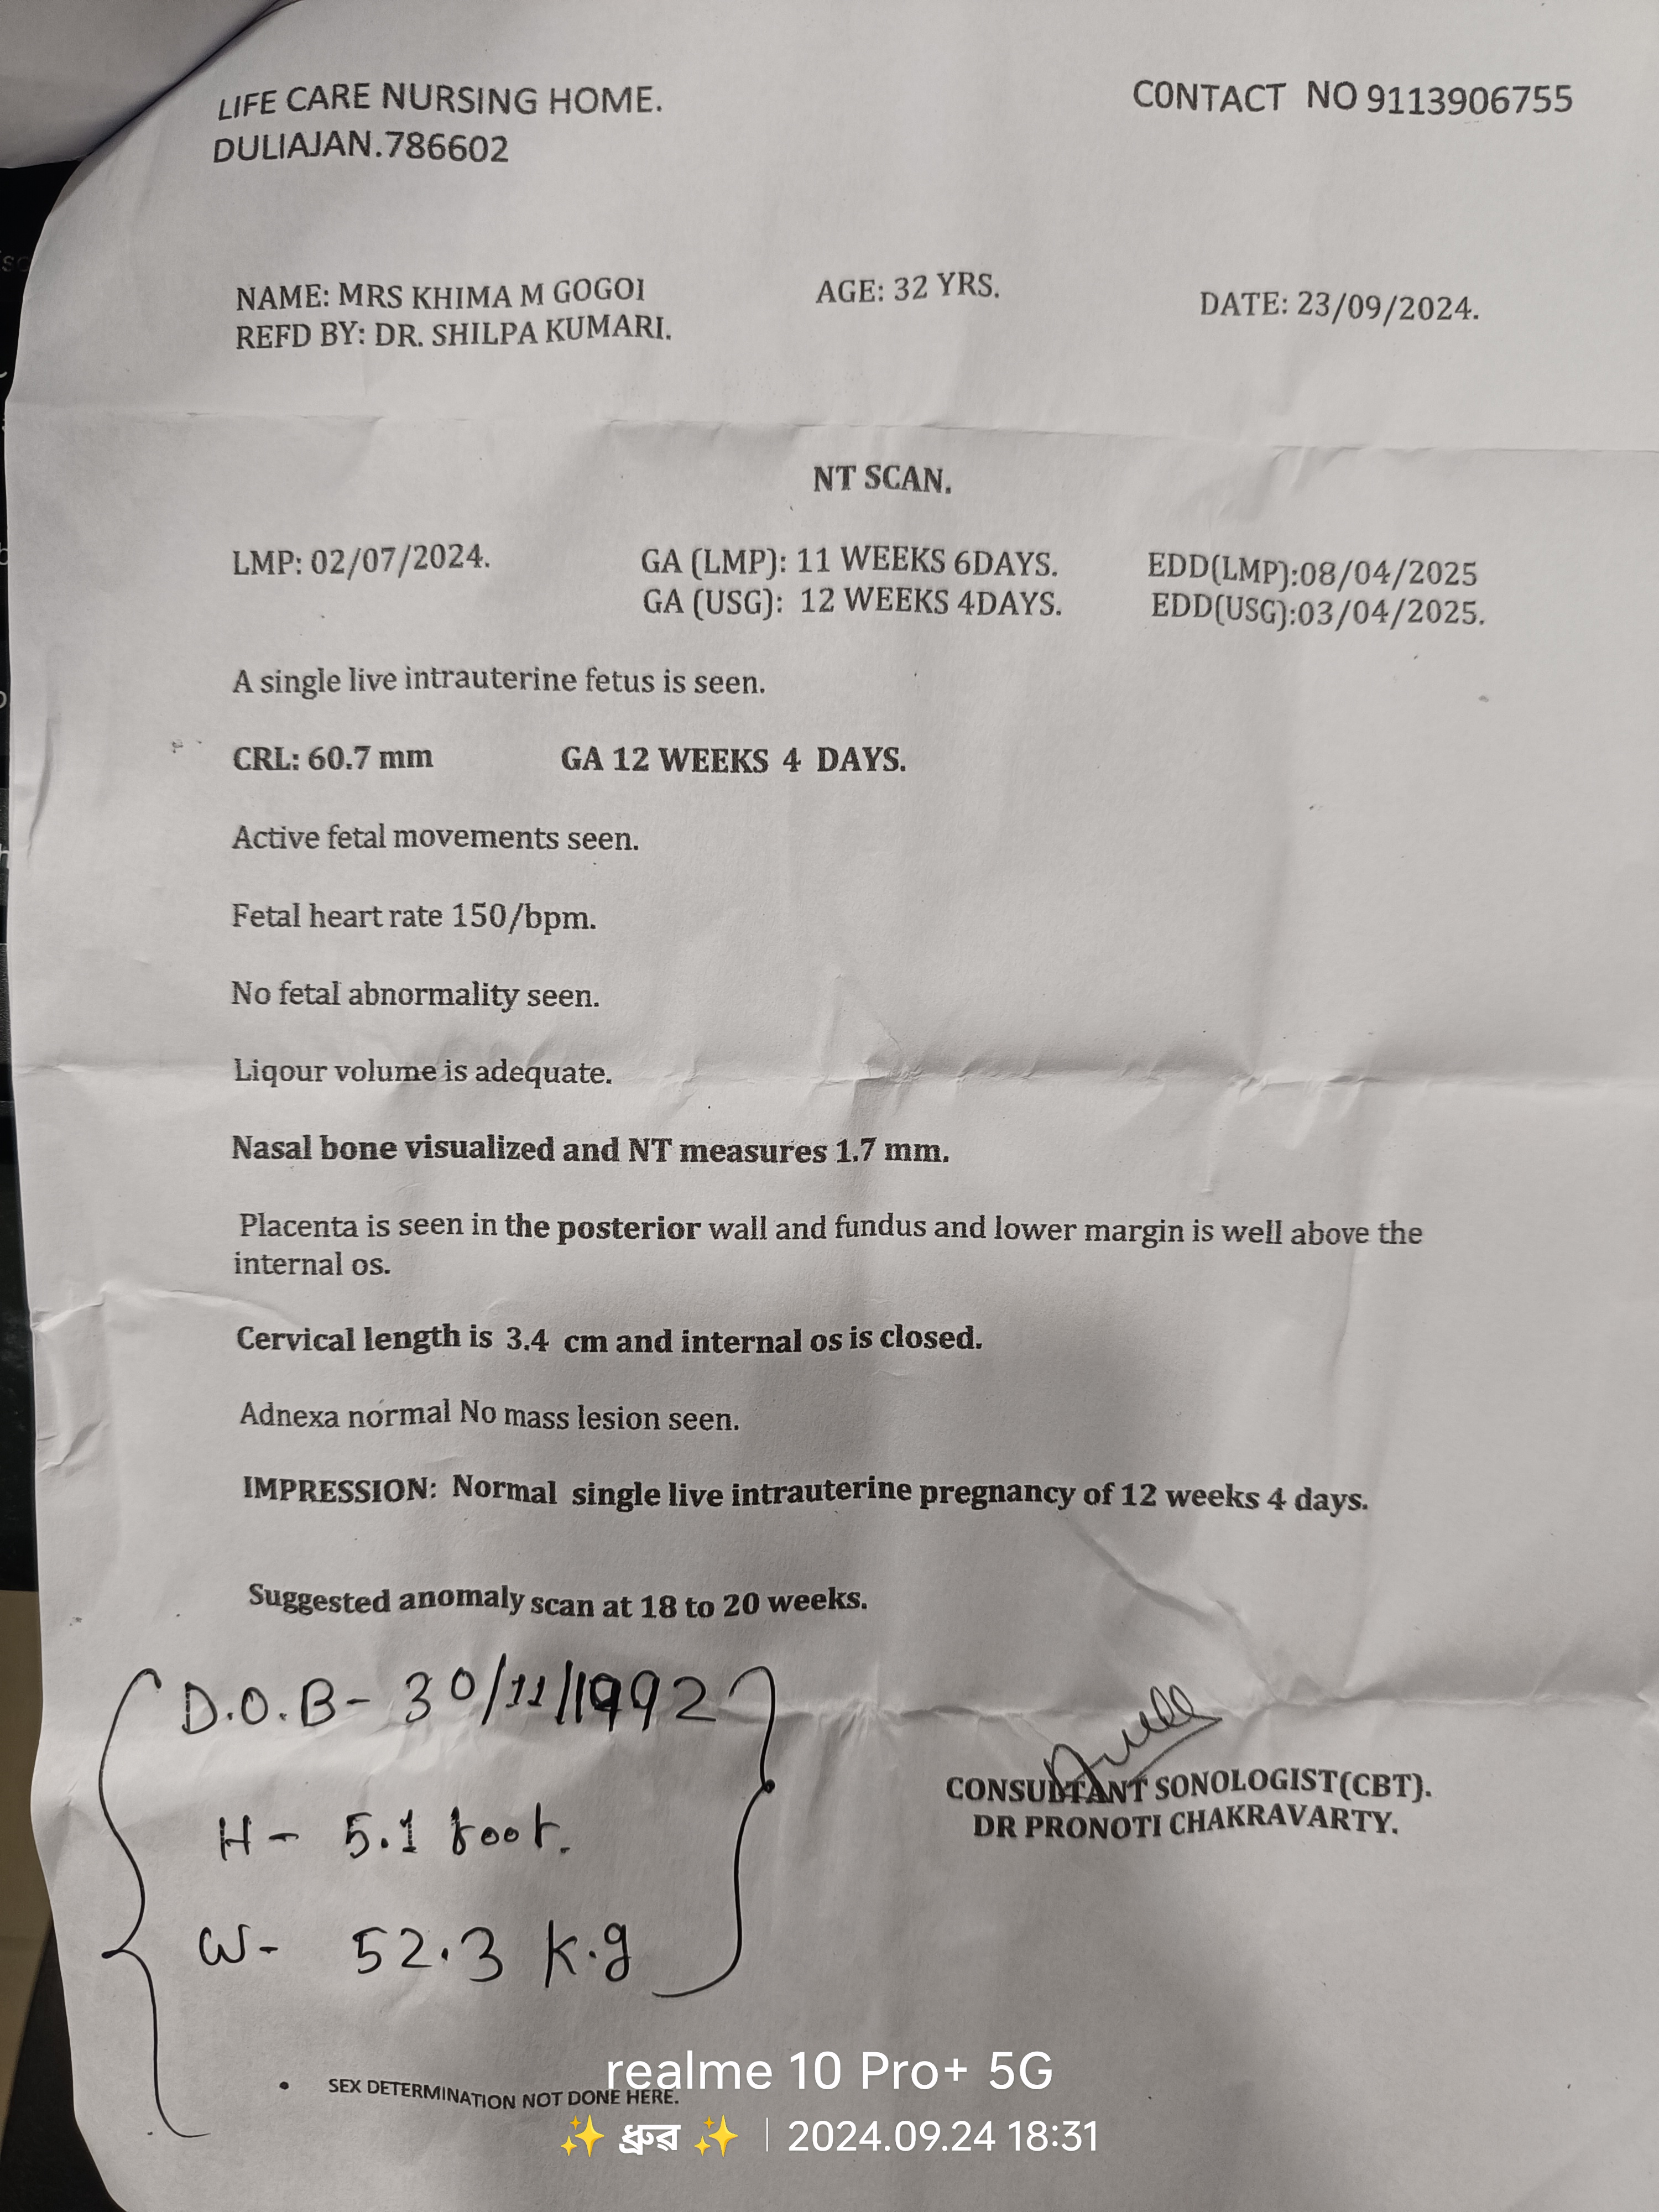 LIFE CARE NURSING HOME. CONTACT NO 9113906755
DULIAJAN.786602
NAME: MRS KHIMA M GOGOI AGE: 32 YRS. DATE: 23/09/2024.
REFD BY: DR. SHILPA KUMARI.
NT SCAN.
LMP: 02/07/2024. GA (LMP): 11 WEEKS 6DAYS. EDD(LMP):08/04/2025
GA (USG): 12 WEEKS 4DAYS. EDD(USG):03/04/2025.
A single live intrauterine fetus is seen.
CRL: 60.7 mm GA 12 WEEKS 4 DAYS.
Active fetal movements seen.
Fetal heart rate 150/bpm.
No fetal abnormality seen.
Liqour volume is adequate.
Nasal bone visualized and NT measures 1.7 mm.
Placenta is seen in the posterior wall and fundus and lower margin is well above the
internal os.
Cervical length is 3.4 cm and internal os is closed.
Adnexa normal No mass lesion seen.
IMPRESSION: Normal single live intrauterine pregnancy of 12 weeks 4 days.
Suggested anomaly scan at 18 to 20 weeks.
D.O.B- 30/11/1992
H- 5.1 foot.
W- 52.3 k.g
CONSULTANT SONOLOGIST(CBT).
DR PRONOTI CHAKRAVARTY.
• SEX DETERMINATION NOT DONE HERE.
realme 10 Pro+ 5G
✨ ধ্ৰুৱ ✨ | 2024.09.24 18:31